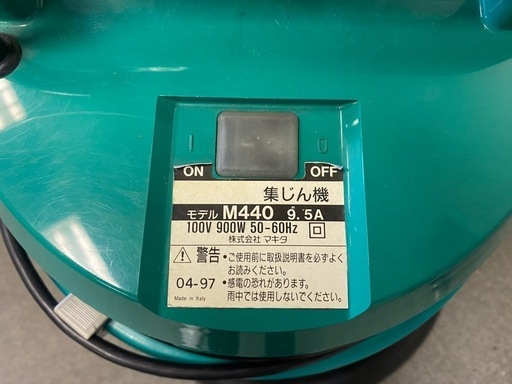 I O
ON OFF
集じん機
モデル M440 9.5A
100V 900W 50-60Hz
株式会社 マキタ
警告
・ご使用前に取扱説明書を必ずよく
お読みください。
・感電の恐れがあります。
雨中では使用しないでください。
04-97
Made in Italy